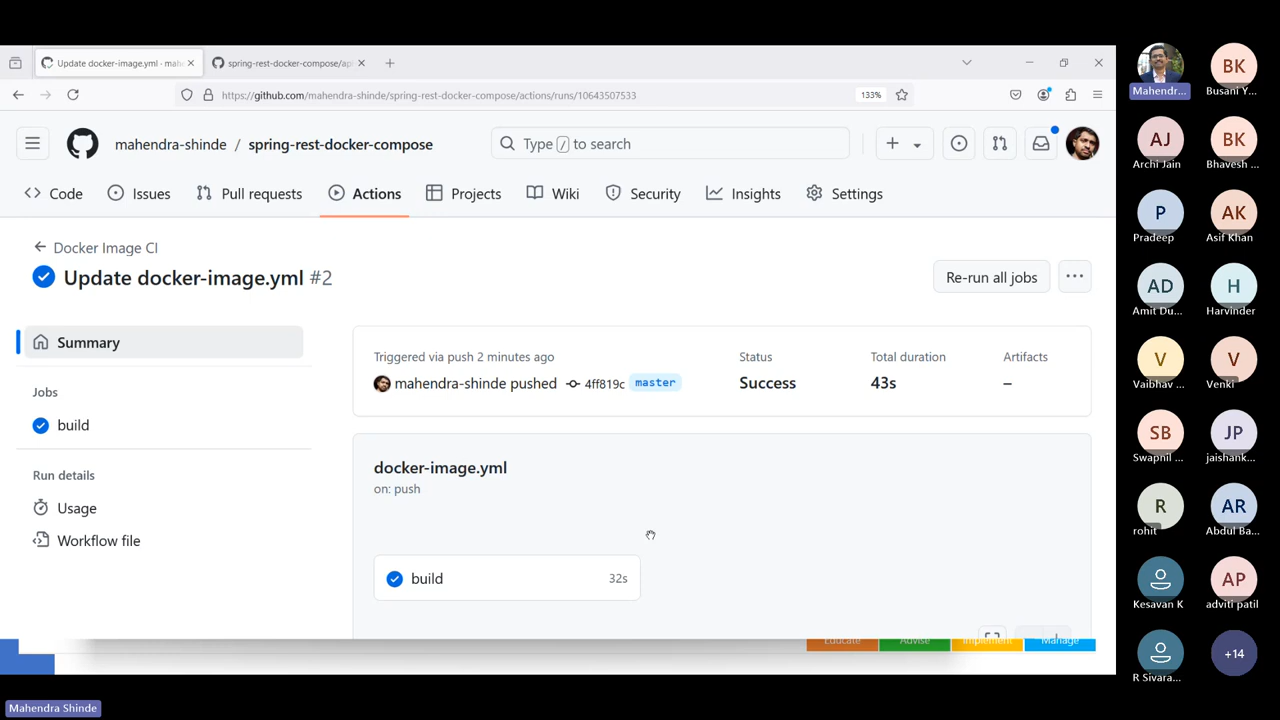 Update docker-image.yml - mahe
spring-rest-docker-compose/api
https://github.com/mahendra-shinde/spring-rest-docker-compose/actions/runs/10643507533
133%
mahendra-shinde / spring-rest-docker-compose
Type / to search
Code
Issues
Pull requests
Actions
Projects
Wiki
Security
Insights
Settings
Docker Image CI
Update docker-image.yml #2
Re-run all jobs
Summary
Jobs
build
Run details
Usage
Workflow file
Triggered via push 2 minutes ago
mahendra-shinde pushed 4ff819c master
Status
Success
Total duration
43s
Artifacts
–
docker-image.yml
on: push
build 32s
Educate Advise Implement Manage
Mahendr...
BK
Busani Y...
AJ
Archi Jain
BK
Bhavesh ...
P
Pradeep
AK
Asif Khan
AD
Amit Du...
H
Harvinder
V
Vaibhav ...
V
Venki
SB
Swapnil ...
JP
jaishank...
R
rohit
AR
Abdul Ba...
Kesavan K
AP
adviti patil
R Sivara...
+14
Mahendra Shinde